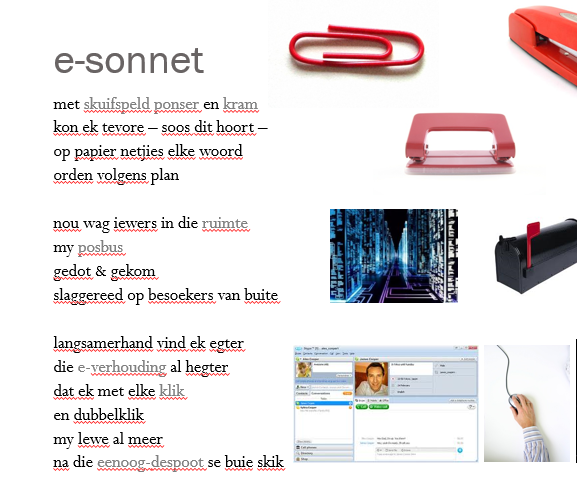 e-sonnet
met skuifspeld ponser en kram
kon ek tevore – soos dit hoort –
op papier netjies elke woord
orden volgens plan
nou wag iewers in die ruimte
my posbus
gedot & gekom
slaggereed op besoekers van buite
langsamerhand vind ek egter
die e-verhouding al hegter
dat ek met elke klik
en dubbelklik
my lewe al meer
na die eenoog-despoot se buie skik